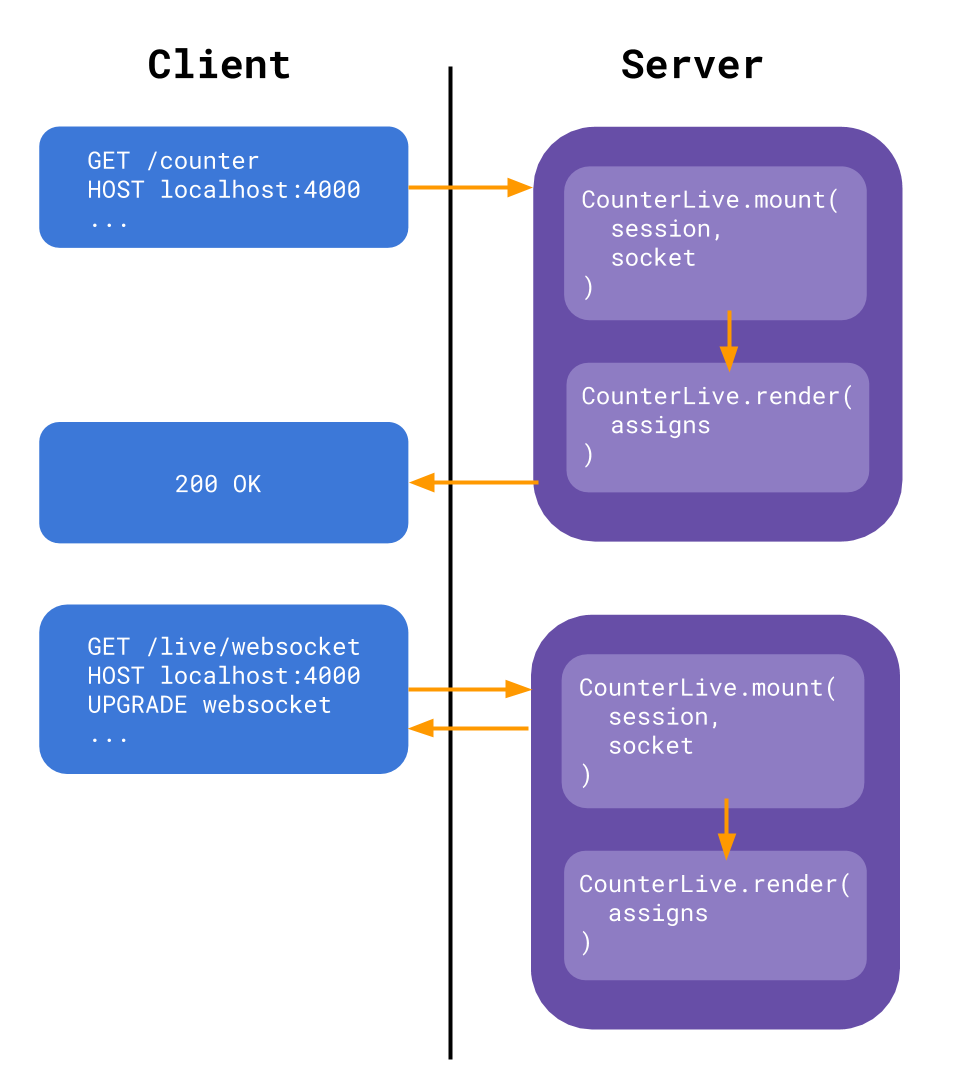 Client
Server
GET /counter
HOST localhost:4000
...
CounterLive.mount(
session,
socket
)
CounterLive.render(
assigns
)
200 OK
GET /live/websocket
HOST localhost:4000
UPGRADE websocket
...
CounterLive.mount(
session,
socket
)
CounterLive.render(
assigns
)